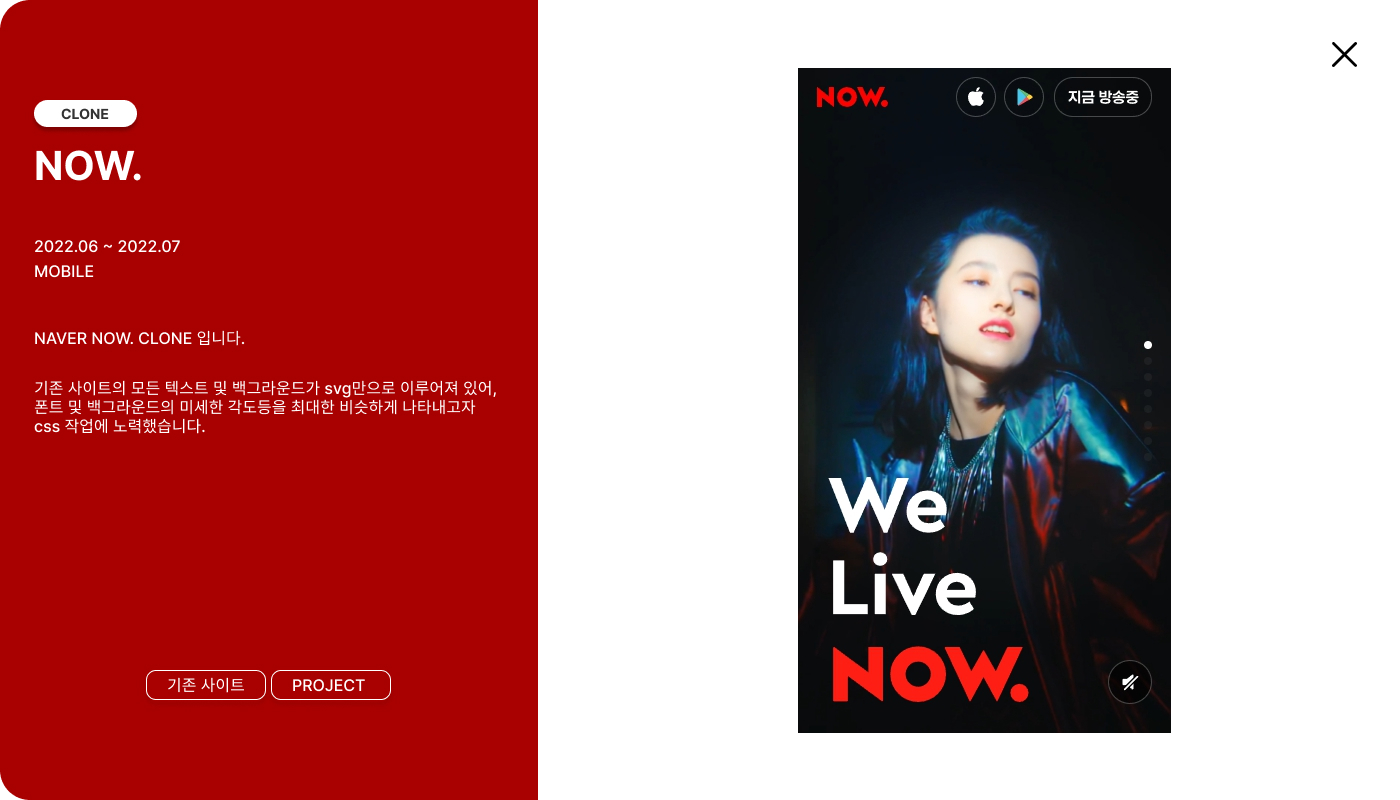 CLONE
NOW.
2022.06 ~ 2022.07
MOBILE
NAVER NOW. CLONE 입니다.
기존 사이트의 모든 텍스트 및 백그라운드가 svg만으로 이루어져 있어,
폰트 및 백그라운드의 미세한 각도등을 최대한 비슷하게 나타내고자
css 작업에 노력했습니다.
기존 사이트
PROJECT
NOW.
지금 방송중
We
Live
NOW.